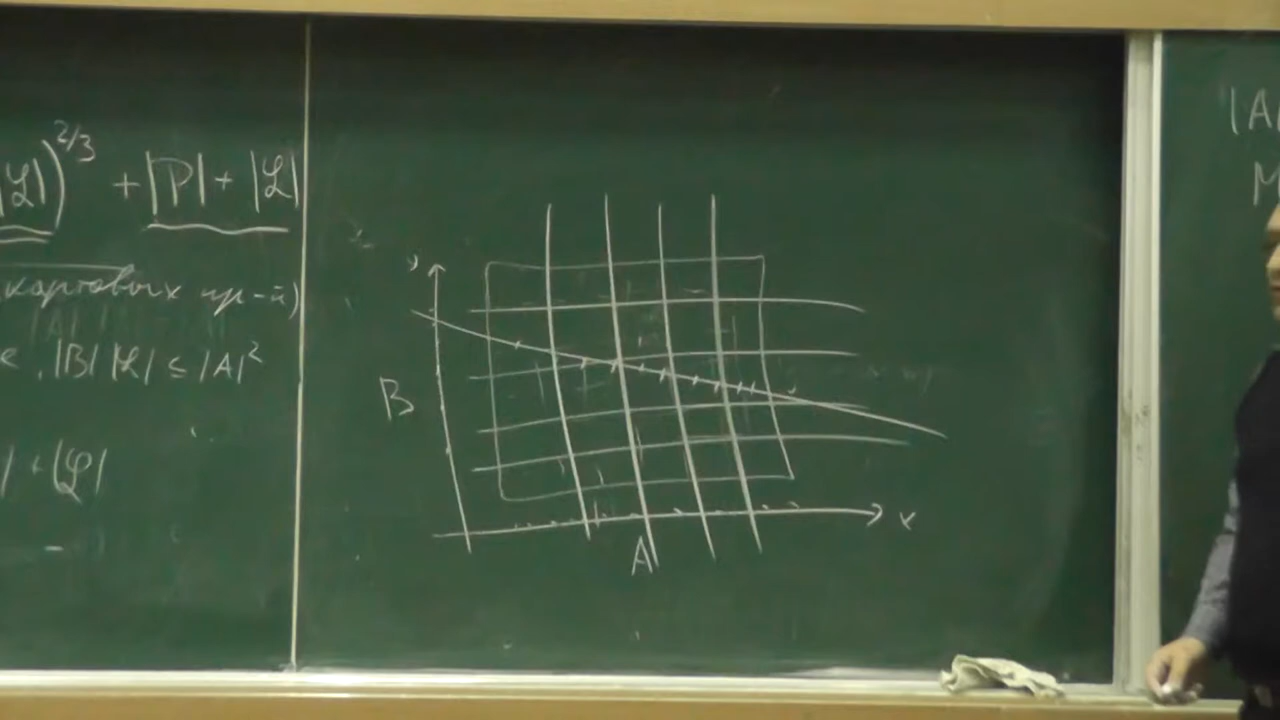 |ℒ|)^{2/3} + |P| + |ℒ|
картовых пр-й)
|A|
, |B| |ℒ| ≤ |A|²
| + |ℒ|
y
B
A
x
|A|